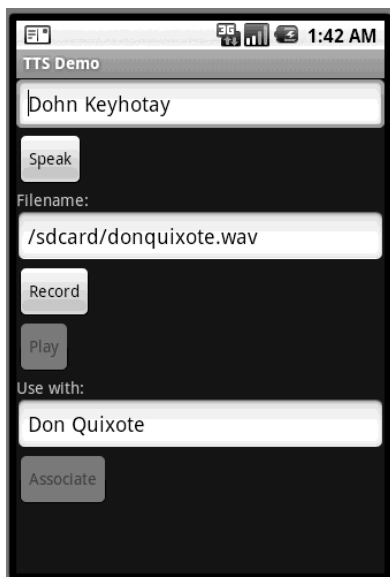 3G 1:42 AM
TTS Demo
Dohn Keyhotay
Speak
Filename:
/sdcard/donquixote.wav
Record
Play
Use with:
Don Quixote
Associate